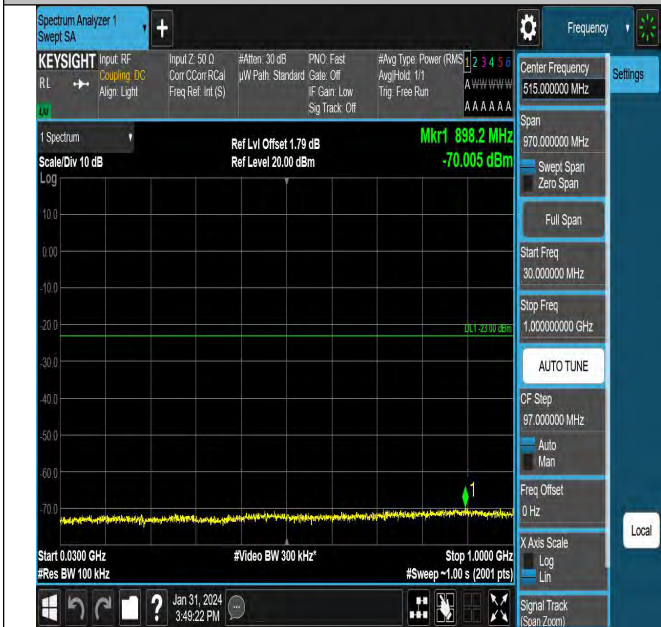 Spectrum Analyzer 1
Swept SA
+
Frequency
KEYSIGHT
RL
Input: RF
Coupling: DC
Align: Light
Input Z: 50 Ω
Corr CCorr RCal
Freq Ref: Int (S)
#Atten: 30 dB
µW Path: Standard
PNO: Fast
Gate: Off
IF Gain: Low
Sig Track: Off
#Avg Type: Power (RMS
Avg|Hold: 1/1
Trig: Free Run
1 2 3 4 5 6
A W W W W W
A A A A A A
1 Spectrum
Scale/Div 10 dB
Log
Ref Lvl Offset 1.79 dB
Ref Level 20.00 dBm
Mkr1 898.2 MHz
-70.005 dBm
10.0
0.00
-10.0
-20.0
DL1 -23.00 dBm
-30.0
-40.0
-50.0
-60.0
-70.0
1
Start 0.0300 GHz
#Res BW 100 kHz
#Video BW 300 kHz*
Stop 1.0000 GHz
#Sweep ~1.00 s (2001 pts)
Center Frequency
515.000000 MHz
Span
970.000000 MHz
Swept Span
Zero Span
Full Span
Start Freq
30.000000 MHz
Stop Freq
1.000000000 GHz
AUTO TUNE
CF Step
97.000000 MHz
Auto
Man
Freq Offset
0 Hz
X Axis Scale
Log
Lin
Signal Track
(Span Zoom)
Settings
Local
?
Jan 31, 2024
3:49:22 PM